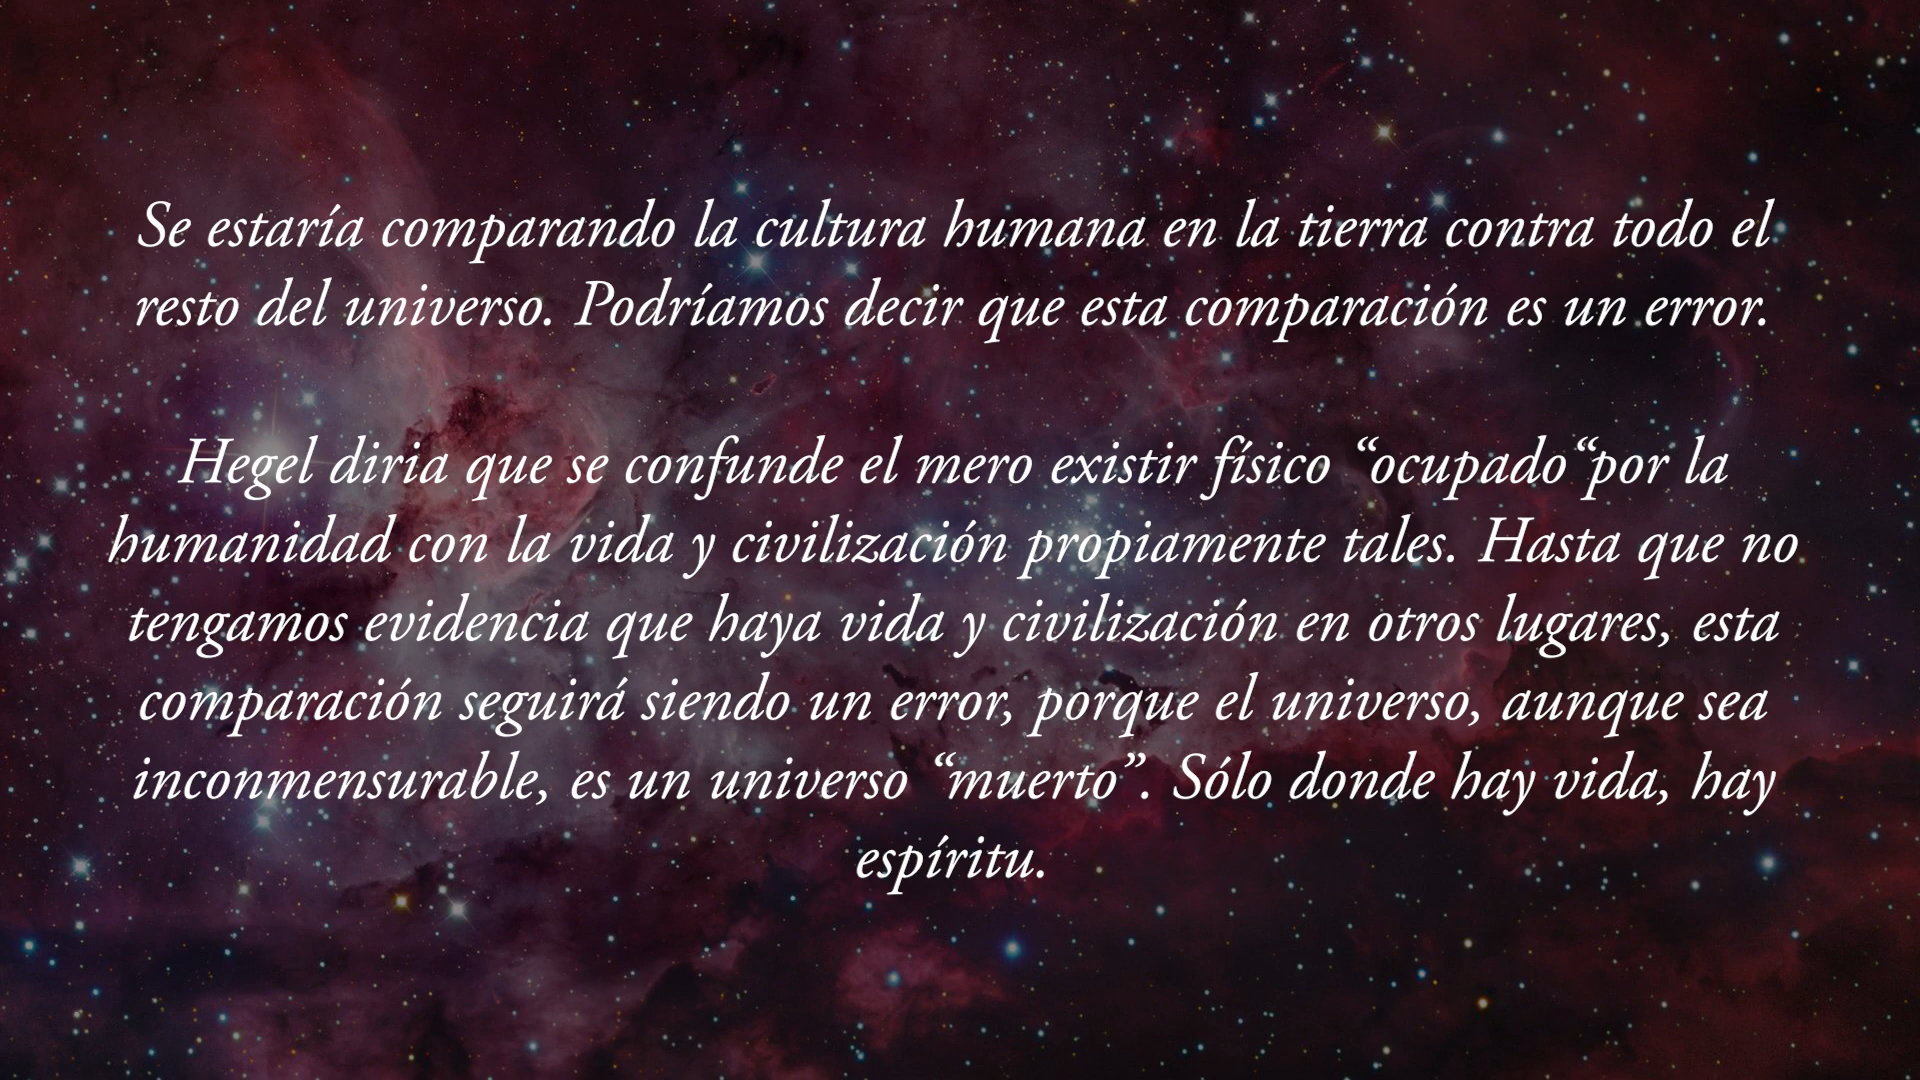 Se estaría comparando la cultura humana en la tierra contra todo el
resto del universo. Podríamos decir que esta comparación es un error.
Hegel diria que se confunde el mero existir físico “ocupado“por la
humanidad con la vida y civilización propiamente tales. Hasta que no
tengamos evidencia que haya vida y civilización en otros lugares, esta
comparación seguirá siendo un error, porque el universo, aunque sea
inconmensurable, es un universo “muerto”. Sólo donde hay vida, hay
espíritu.